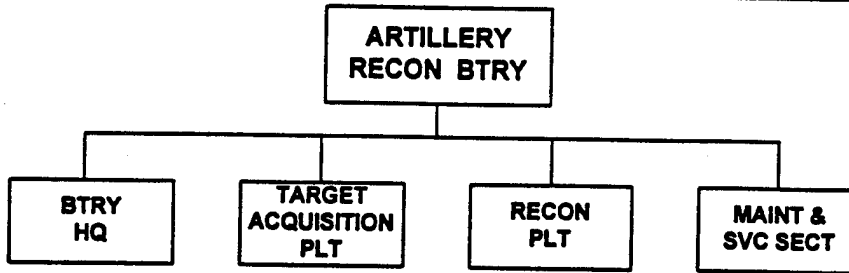 ARTILLERY
RECON BTRY
BTRY
HQ
TARGET
ACQUISITION
PLT
RECON
PLT
MAINT &
SVC SECT